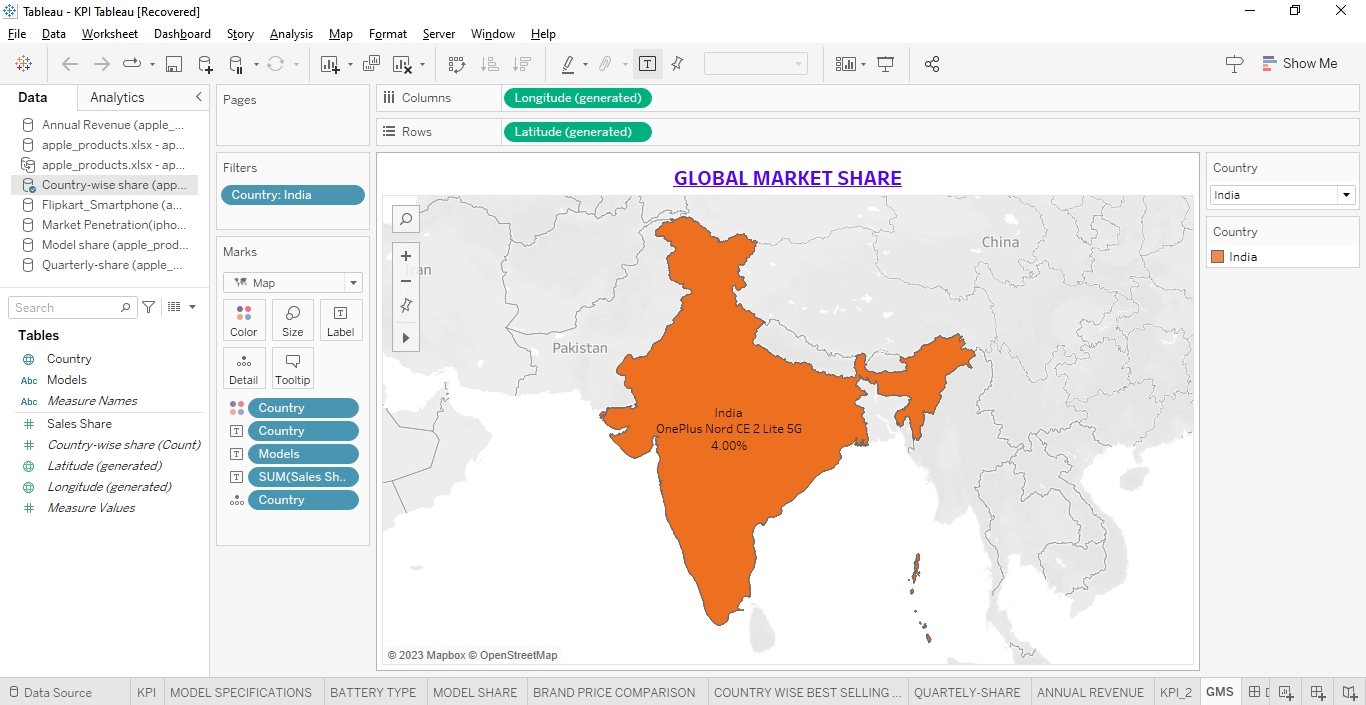 Tableau - KPI Tableau [Recovered]
File Data Worksheet Dashboard Story Analysis Map Format Server Window Help
Show Me
Data Analytics
Annual Revenue (apple_...
apple_products.xlsx - ap...
apple_products.xlsx - ap...
Country-wise share (app...
Flipkart_Smartphone (a...
Market Penetration(ipho...
Model share (apple_prod...
Quarterly-share (apple_...
Search
Tables
Country
Abc Models
Abc Measure Names
Sales Share
Country-wise share (Count)
Latitude (generated)
Longitude (generated)
Measure Values
Pages
Filters
Country: India
Marks
Map
Color Size Label
Detail Tooltip
Country
Country
Models
SUM(Sales Sh..
Country
Columns Longitude (generated)
Rows Latitude (generated)
GLOBAL MARKET SHARE
Iran
China
Pakistan
India
OnePlus Nord CE 2 Lite 5G
4.00%
© 2023 Mapbox © OpenStreetMap
Country
India
Country
India
Data Source KPI MODEL SPECIFICATIONS BATTERY TYPE MODEL SHARE BRAND PRICE COMPARISON COUNTRY WISE BEST SELLING ... QUARTELY-SHARE ANNUAL REVENUE KPI_2 GMS